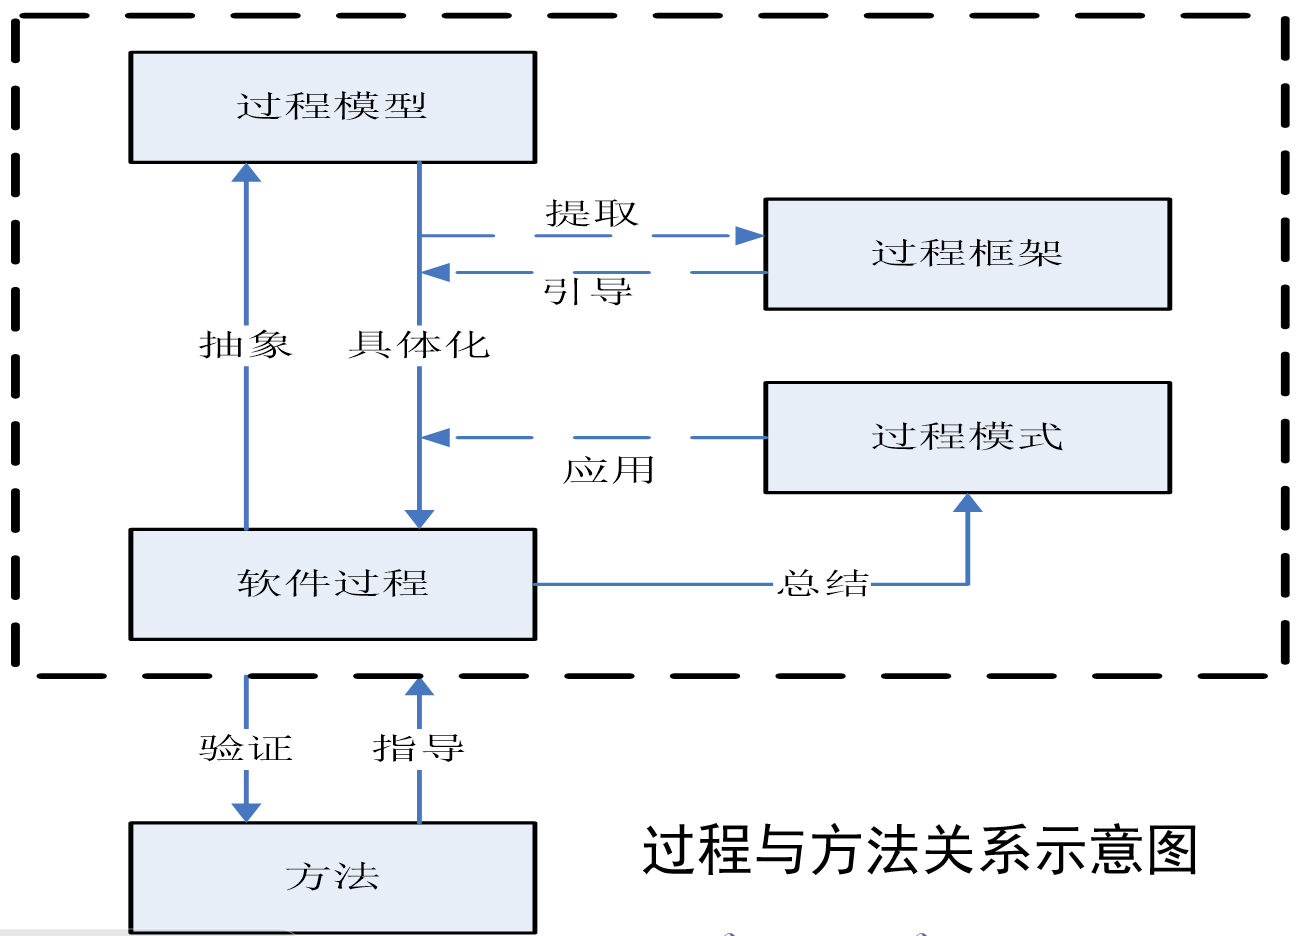 过程模型
提取
过程框架
引导
抽象
具体化
过程模式
应用
软件过程
总结
验证
指导
过程与方法关系示意图
方法